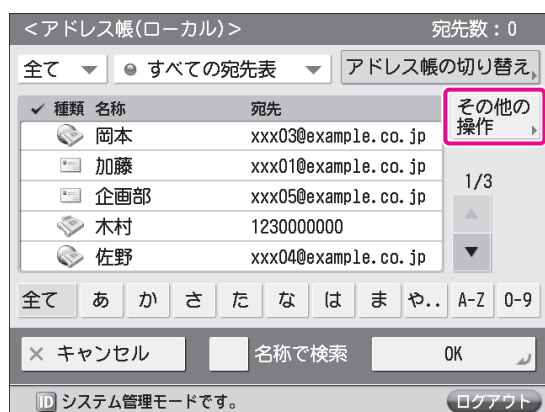 <アドレス帳(ローカル)> 宛先数:0
全て すべての宛先表 アドレス帳の切り替え
種類 名称 宛先
その他の
操作
岡本 xxx03@example.co.jp
加藤 xxx01@example.co.jp
企画部 xxx05@example.co.jp
木村 1230000000
佐野 xxx04@example.co.jp
1/3
全て あ か さ た な は ま や.. A-Z 0-9
× キャンセル 名称で検索 OK
ID システム管理モードです。 ログアウト